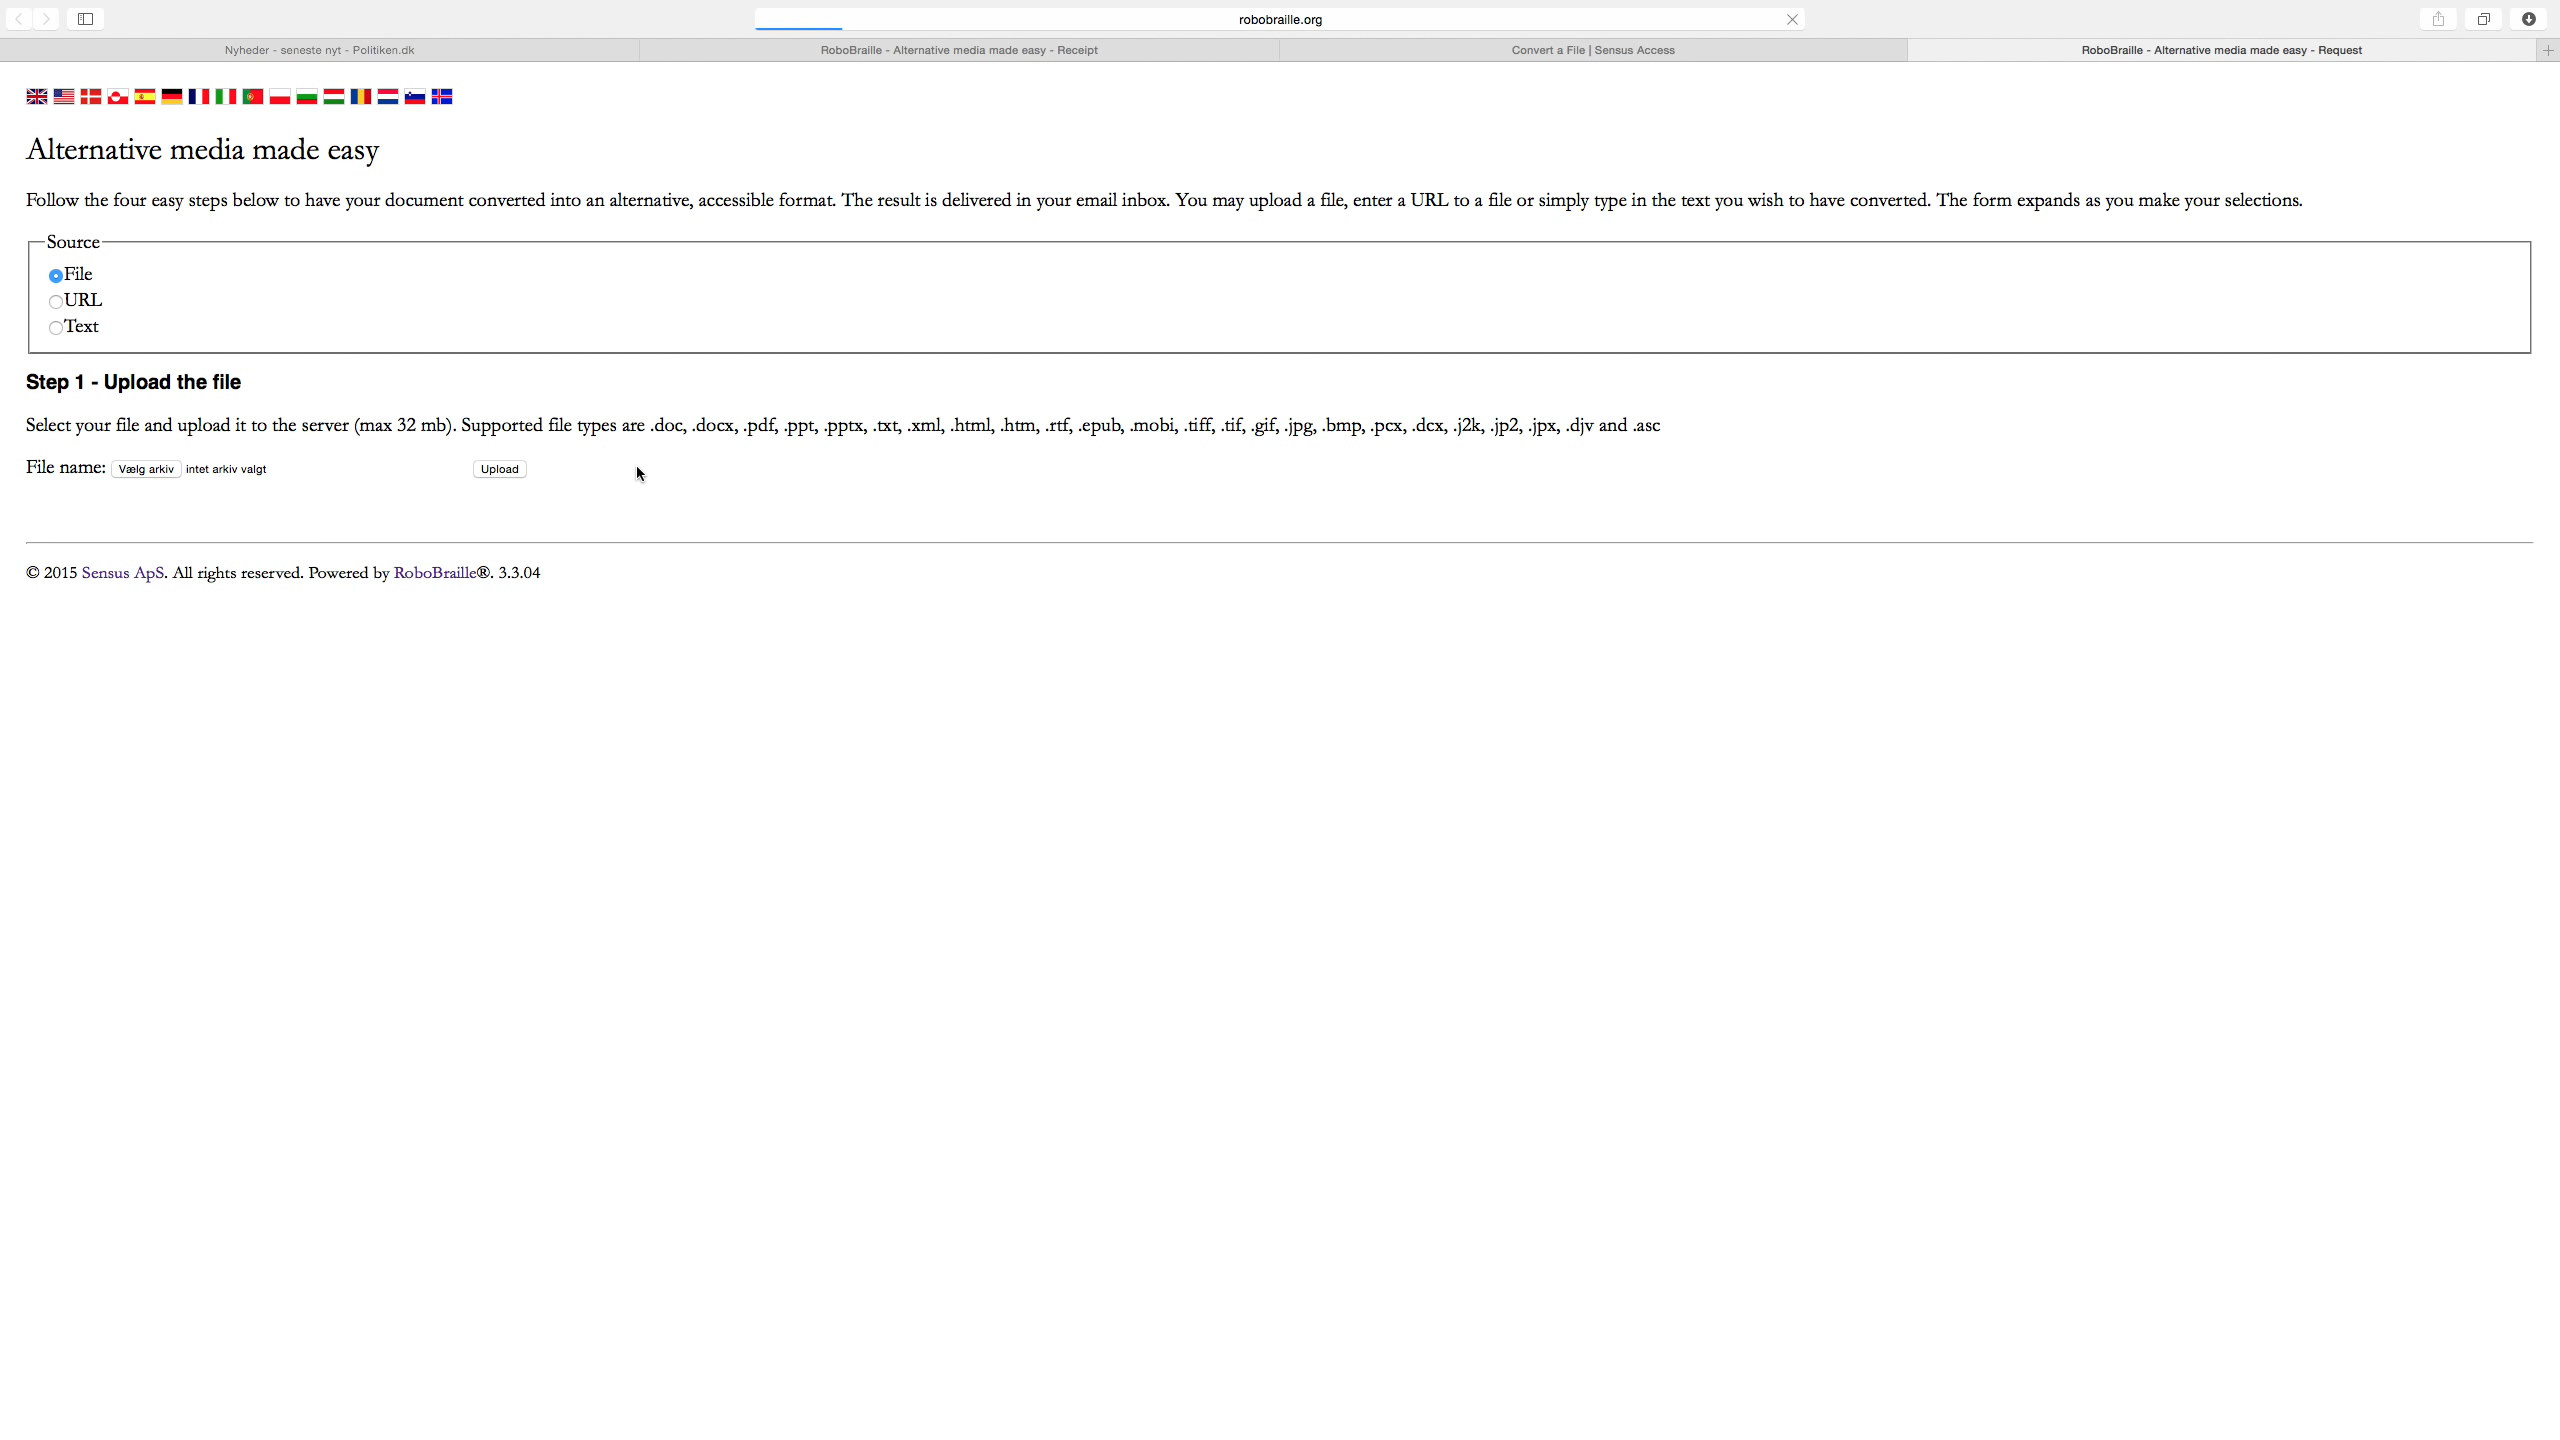 robobraille.org
Nyheder - seneste nyt - Politiken.dk
RoboBraille - Alternative media made easy - Receipt
Convert a File | Sensus Access
RoboBraille - Alternative media made easy - Request
Alternative media made easy
Follow the four easy steps below to have your document converted into an alternative, accessible format. The result is delivered in your email inbox. You may upload a file, enter a URL to a file or simply type in the text you wish to have converted. The form expands as you make your selections.
Source
File
URL
Text
Step 1 - Upload the file
Select your file and upload it to the server (max 32 mb). Supported file types are .doc, .docx, .pdf, .ppt, .pptx, .txt, .xml, .html, .htm, .rtf, .epub, .mobi, .tiff, .tif, .gif, .jpg, .bmp, .pcx, .dcx, .j2k, .jp2, .jpx, .djv and .asc
File name: Vælg arkiv intet arkiv valgt Upload
© 2015 Sensus ApS. All rights reserved. Powered by RoboBraille®. 3.3.04